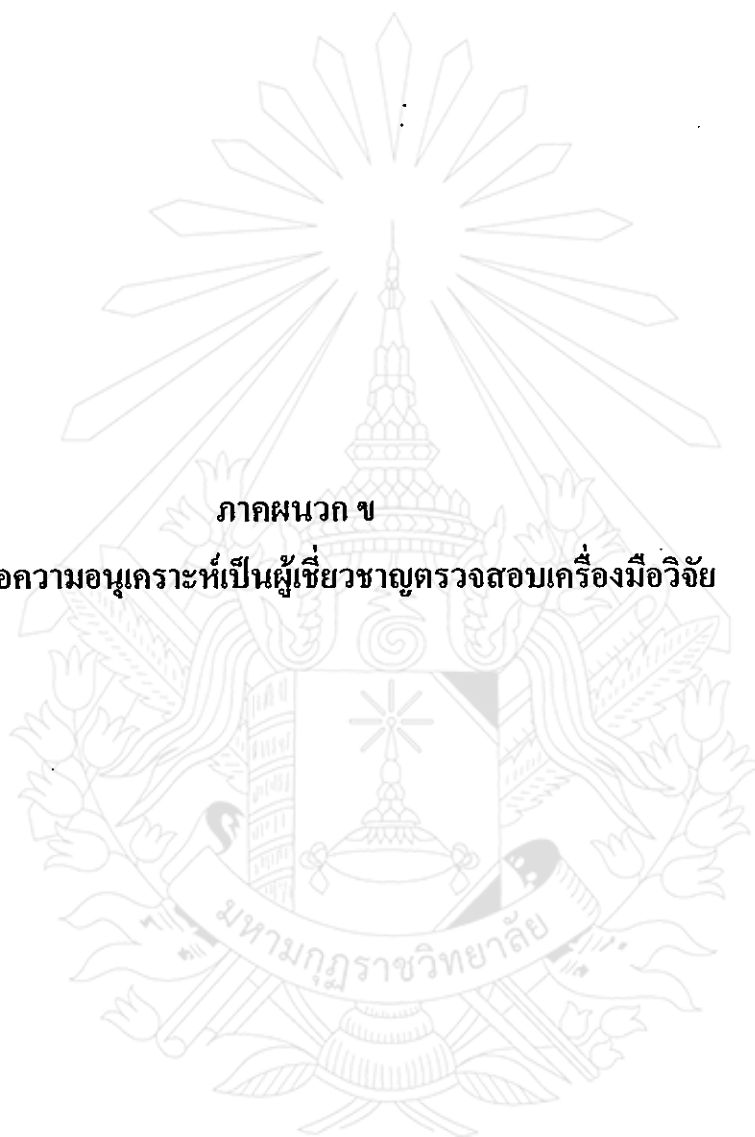 ภาคผนวก ข
อความอนุเคราะห์เป็นผู้เชี่ยวชาญตรวจสอบเครื่องมือวิจัย
มหามกุฏราชวิทยาลัย